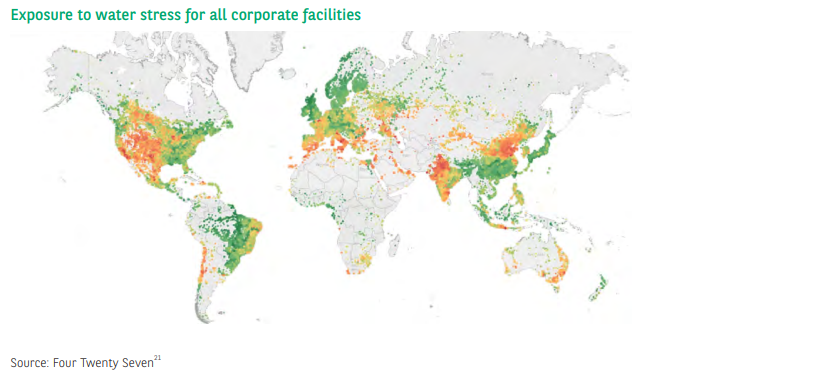 Exposure to water stress for all corporate facilities
Source: Four Twenty Seven21